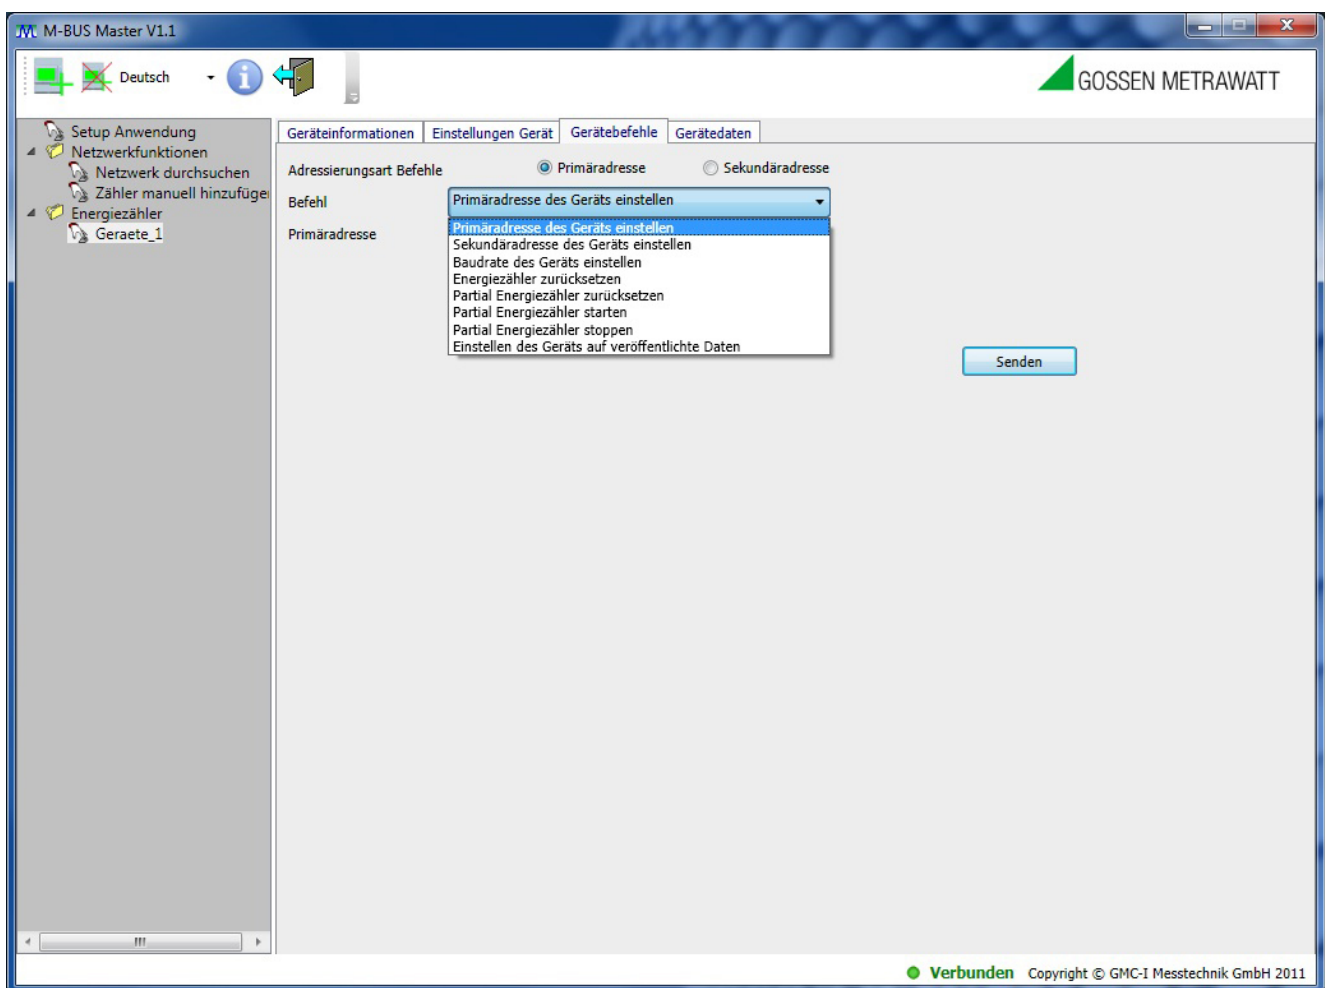 M-BUS Master V1.1
Deutsch
GOSSEN METRAWATT
Setup Anwendung
Netzwerkfunktionen
Netzwerk durchsuchen
Zähler manuell hinzufüge
Energiezähler
Geraete_1
Geräteinformationen Einstellungen Gerät Gerätebefehle Gerätedaten
Adressierungsart Befehle Primäradresse Sekundäradresse
Befehl Primäradresse des Geräts einstellen
Primäradresse
Primäradresse des Geräts einstellen
Sekundäradresse des Geräts einstellen
Baudrate des Geräts einstellen
Energiezähler zurücksetzen
Partial Energiezähler zurücksetzen
Partial Energiezähler starten
Partial Energiezähler stoppen
Einstellen des Geräts auf veröffentlichte Daten
Senden
Verbunden Copyright © GMC-I Messtechnik GmbH 2011